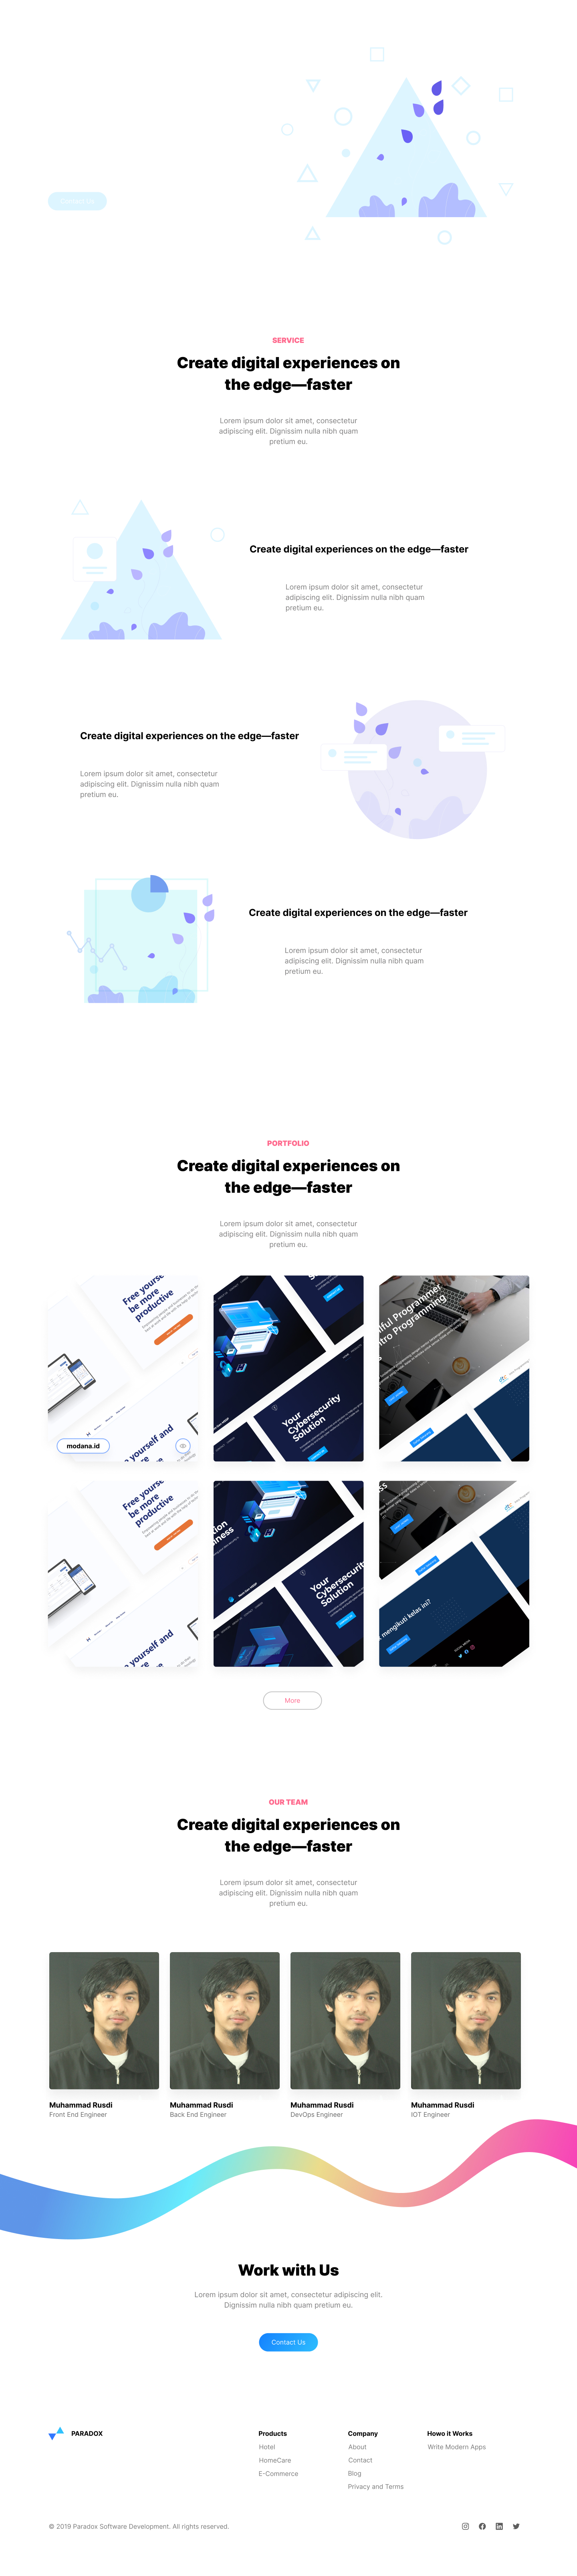 Contact Us
SERVICE
Create digital experiences on
the edge—faster
Lorem ipsum dolor sit amet, consectetur
adipiscing elit. Dignissim nulla nibh quam
pretium eu.
Create digital experiences on the edge—faster
Lorem ipsum dolor sit amet, consectetur
adipiscing elit. Dignissim nulla nibh quam
pretium eu.
Create digital experiences on the edge—faster
Lorem ipsum dolor sit amet, consectetur
adipiscing elit. Dignissim nulla nibh quam
pretium eu.
Create digital experiences on the edge—faster
Lorem ipsum dolor sit amet, consectetur
adipiscing elit. Dignissim nulla nibh quam
pretium eu.
PORTFOLIO
Create digital experiences on
the edge—faster
Lorem ipsum dolor sit amet, consectetur
adipiscing elit. Dignissim nulla nibh quam
pretium eu.
Free yourse
be more
productive
yourself and
more
modana.id
Your
Cybersecurity
Solution
ful Programmer
tro Programming
Free yourse
be more
productive
yourself and
more
tion
iness
Your
Cybersecurity
Solution
ss
mengikuti kelas ini?
More
OUR TEAM
Create digital experiences on
the edge—faster
Lorem ipsum dolor sit amet, consectetur
adipiscing elit. Dignissim nulla nibh quam
pretium eu.
Muhammad Rusdi
Front End Engineer
Muhammad Rusdi
Back End Engineer
Muhammad Rusdi
DevOps Engineer
Muhammad Rusdi
IOT Engineer
Work with Us
Lorem ipsum dolor sit amet, consectetur adipiscing elit.
Dignissim nulla nibh quam pretium eu.
Contact Us
PARADOX
Products
Hotel
HomeCare
E-Commerce
Company
About
Contact
Blog
Privacy and Terms
Howo it Works
Write Modern Apps
© 2019 Paradox Software Development. All rights reserved.